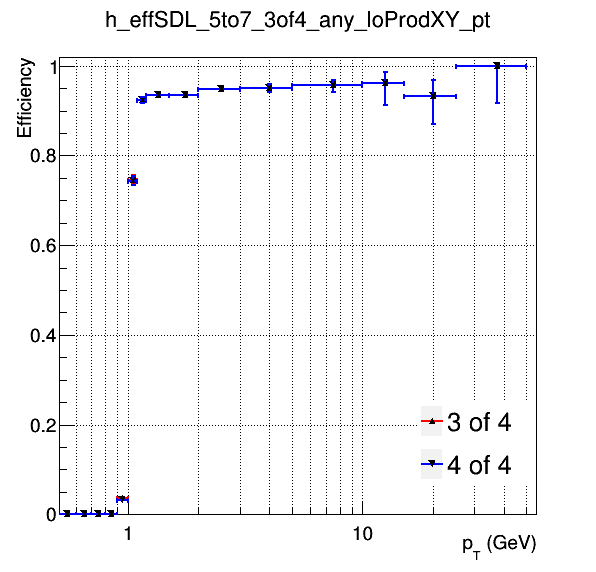 h_effSDL_5to7_3of4_any_loProdXY_pt
Efficiency
1
0.8
0.6
0.4
0.2
0
3 of 4
4 of 4
1
10
p_T (GeV)